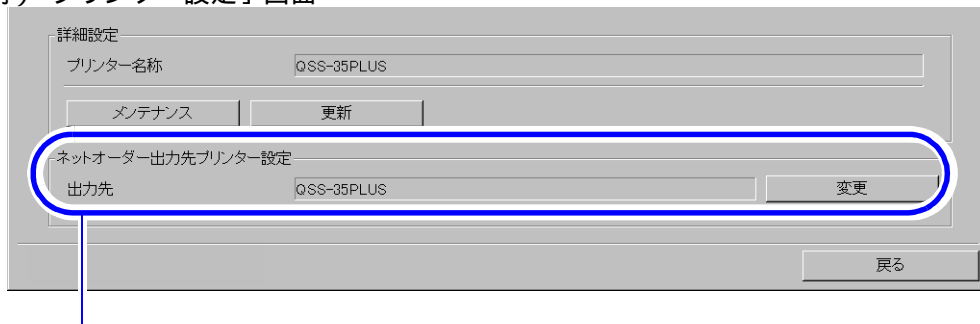 プリンター設定」画面
詳細設定
プリンター名称 QSS-35PLUS
メンテナンス 更新
ネットオーダー出力先プリンター設定
出力先 QSS-35PLUS 変更
戻る